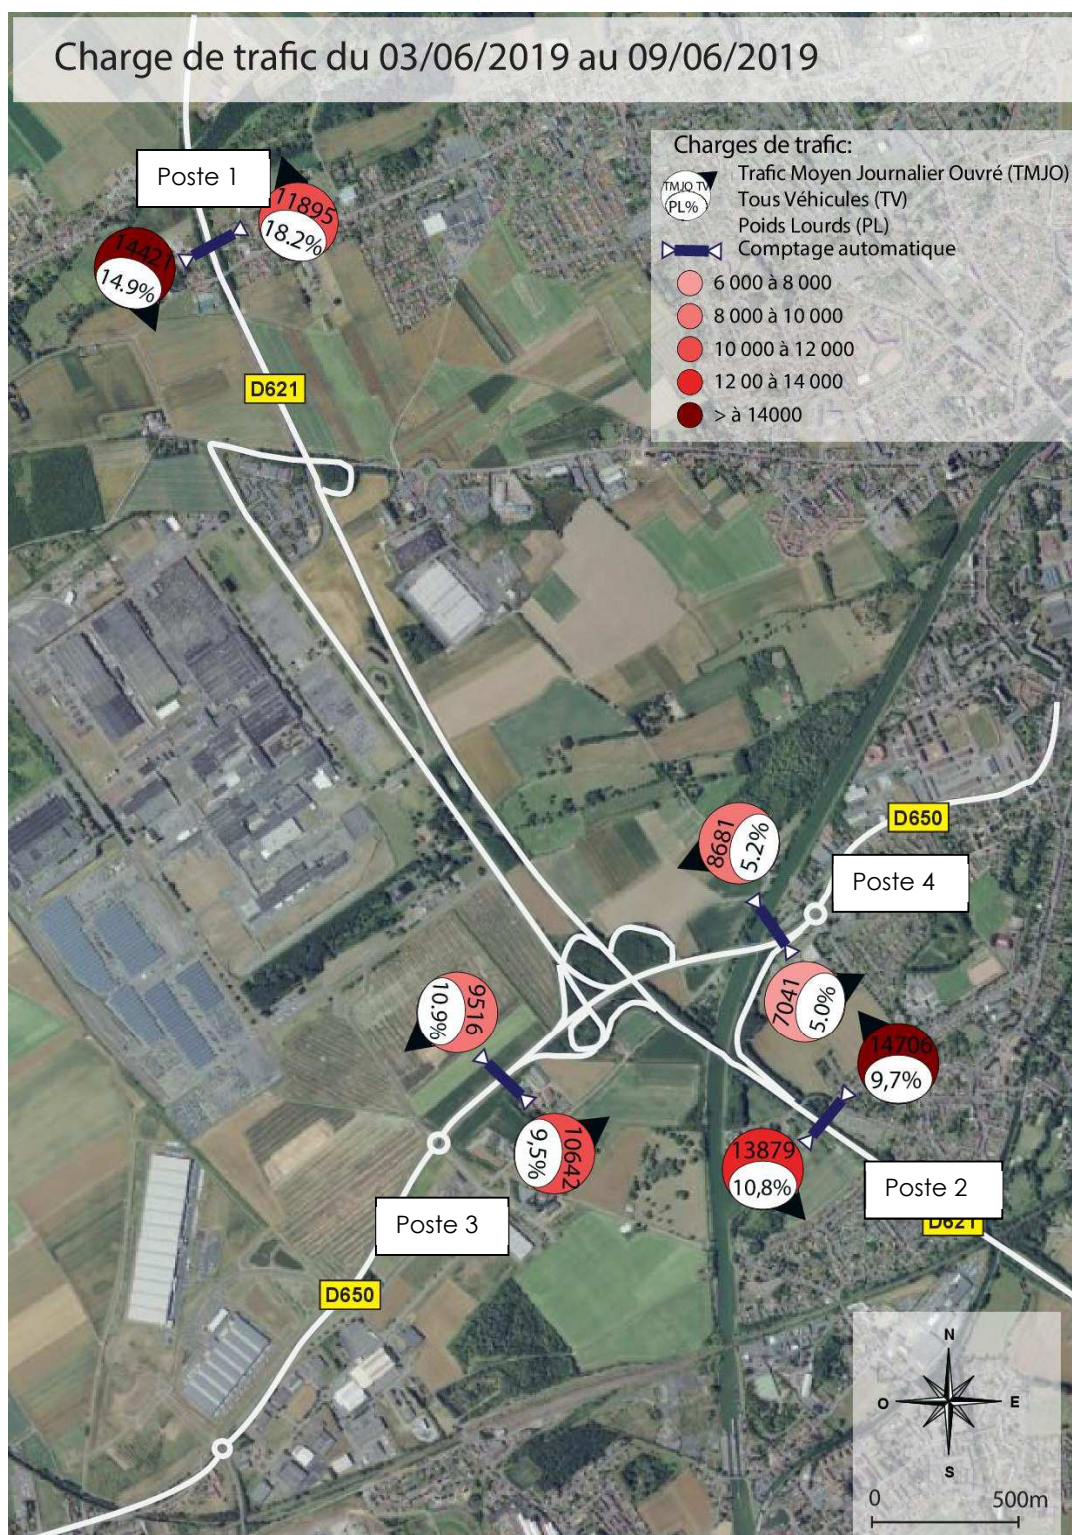 Charge de trafic du 03/06/2019 au 09/06/2019
Charges de trafic:
TMJO TV
PL%
Trafic Moyen Journalier Ouvré (TMJO)
Tous Véhicules (TV)
Poids Lourds (PL)
Comptage automatique
6 000 à 8 000
8 000 à 10 000
10 000 à 12 000
12 00 à 14 000
> à 14000
Poste 1
11895
18.2%
14421
14.9%
D621
D650
8681
5.2%
Poste 4
9516
10.9%
7041
5.0%
14706
9,7%
10642
9,5%
13879
10,8%
Poste 2
D621
Poste 3
D650
N
O
E
S
0
500m